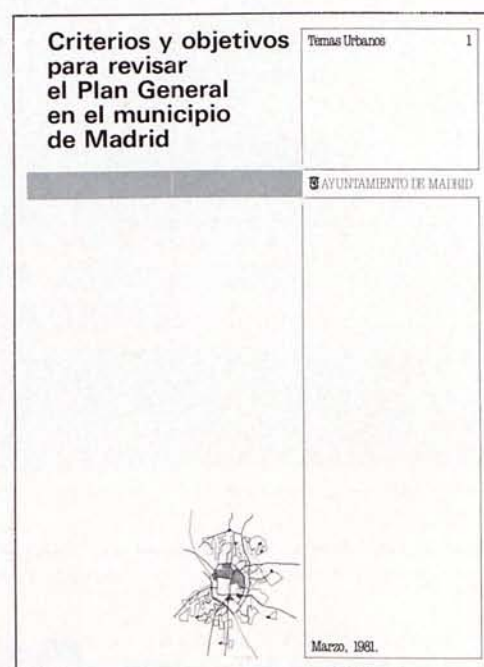 Criterios y objetivos
para revisar
el Plan General
en el municipio
de Madrid
Temas Urbanos 1
AYUNTAMIENTO DE MADRID
Marzo, 1981.